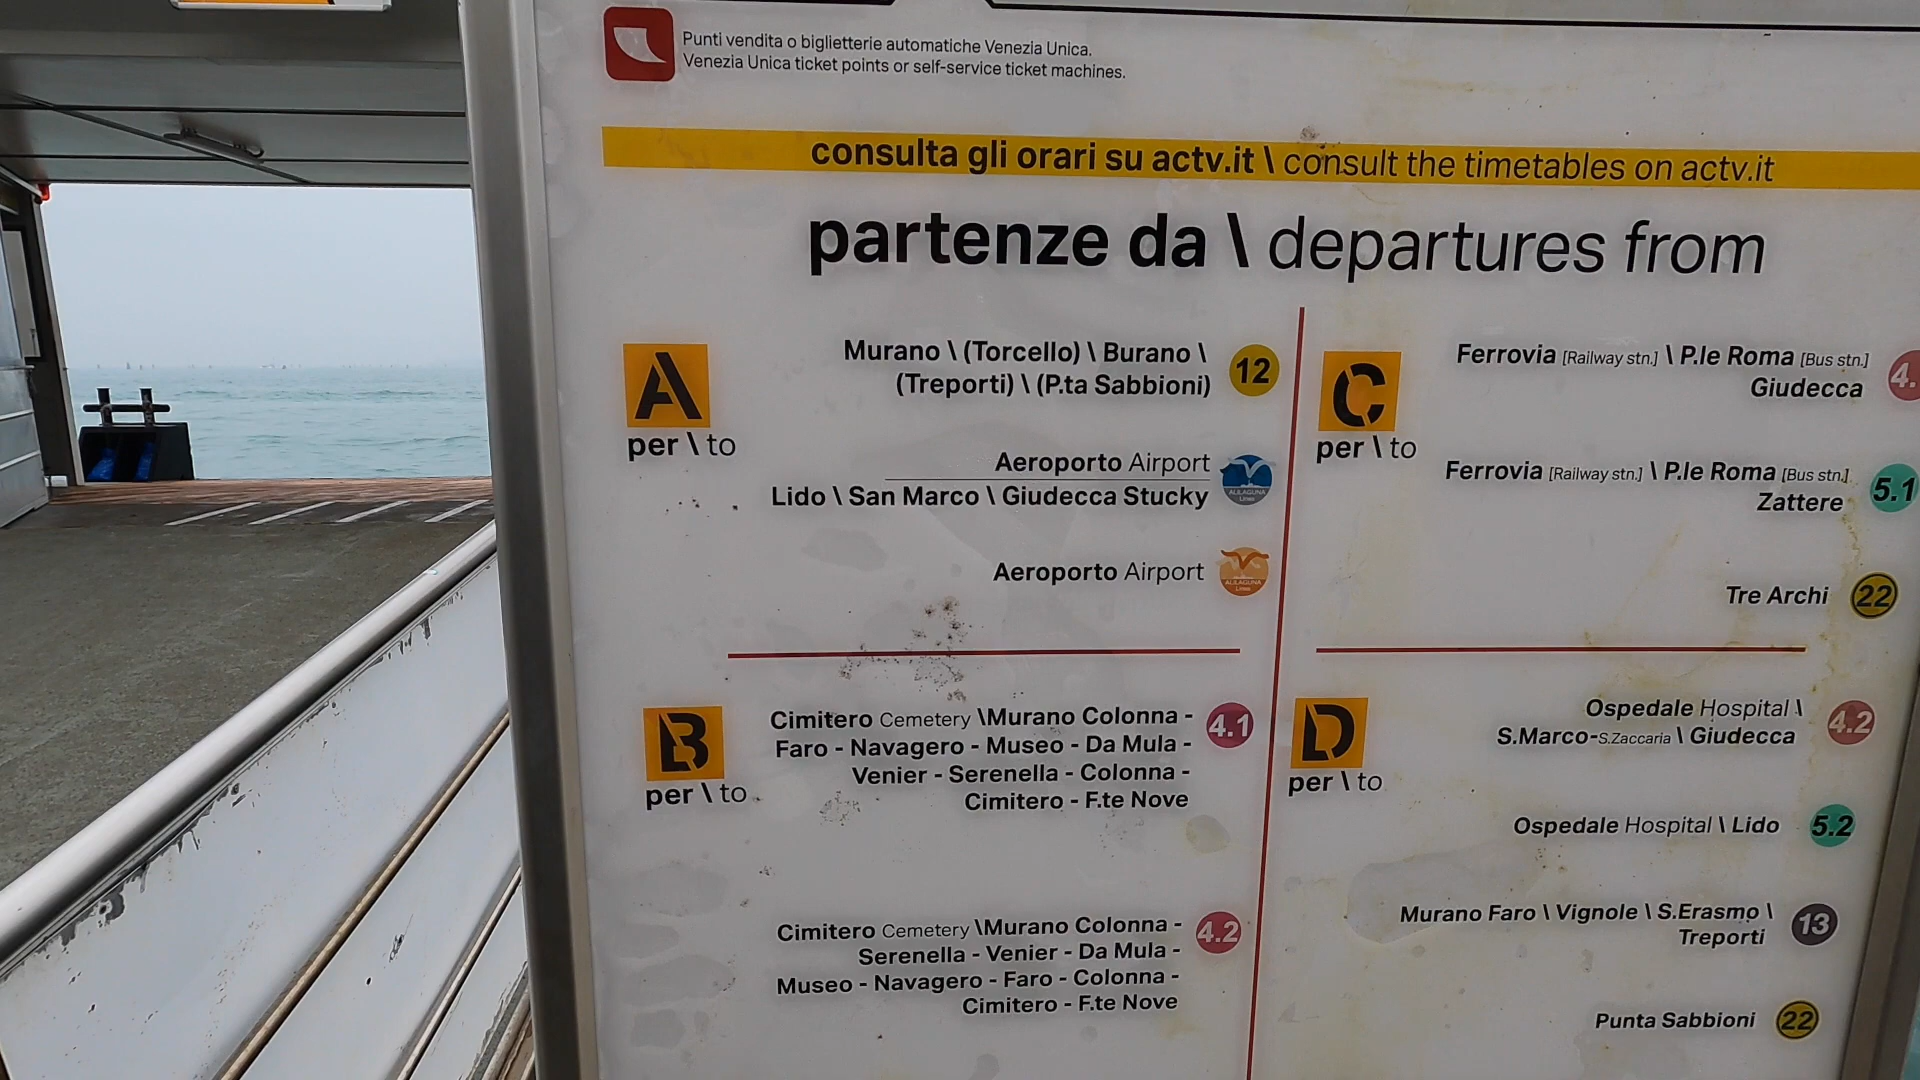 Punti vendita o biglietterie automatiche Venezia Unica.
Venezia Unica ticket points or self-service ticket machines.
consulta gli orari su actv.it \ consult the timetables on actv.it
partenze da \ departures from
A
per \ to
Murano \ (Torcello) \ Burano \
(Treporti) \ (P.ta Sabbioni)
12
Aeroporto Airport
Lido \ San Marco \ Giudecca Stucky
ALILAGUNA
Lines
Aeroporto Airport
ALILAGUNA
Lines
B
per \ to
Cimitero Cemetery \Murano Colonna -
Faro - Navagero - Museo - Da Mula -
Venier - Serenella - Colonna -
Cimitero - F.te Nove
4.1
Cimitero Cemetery \Murano Colonna -
Serenella - Venier - Da Mula -
Museo - Navagero - Faro - Colonna -
Cimitero - F.te Nove
4.2
C
per \ to
Ferrovia [Railway stn.] \ P.le Roma [Bus stn.]
Giudecca
4.
Ferrovia [Railway stn.] \ P.le Roma [Bus stn.]
Zattere
5.1
Tre Archi
22
D
per \ to
Ospedale Hospital \
S.Marco-S.Zaccaria \ Giudecca
4.2
Ospedale Hospital \ Lido
5.2
Murano Faro \ Vignole \ S.Erasmo \
Treporti
13
Punta Sabbioni
22